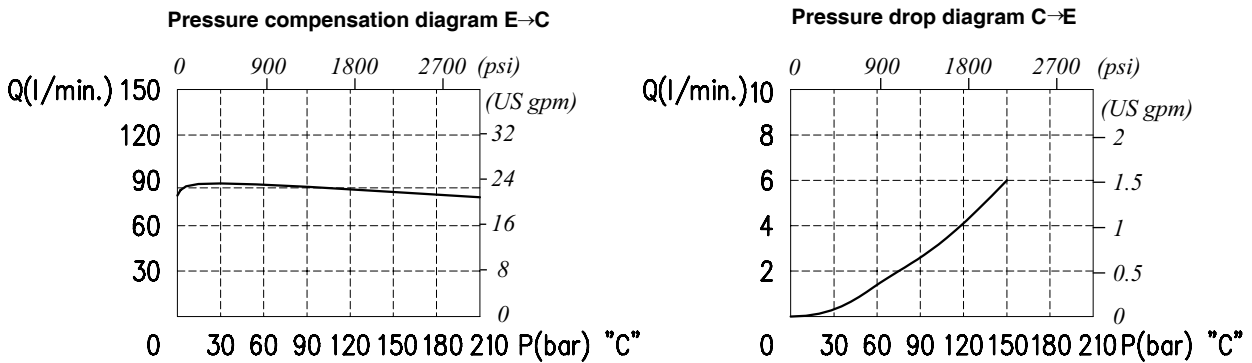 Pressure compensation diagram E→C
0 900 1800 2700 (psi)
Q(l/min.) 150
(US gpm)
120
32
90
24
60
16
30
8
0
0 30 60 90 120 150 180 210 P(bar) "C"
Pressure drop diagram C→E
0 900 1800 2700 (psi)
Q(l/min.) 10
(US gpm)
8
2
6
1.5
4
1
2
0.5
0
0 30 60 90 120 150 180 210 P(bar) "C"